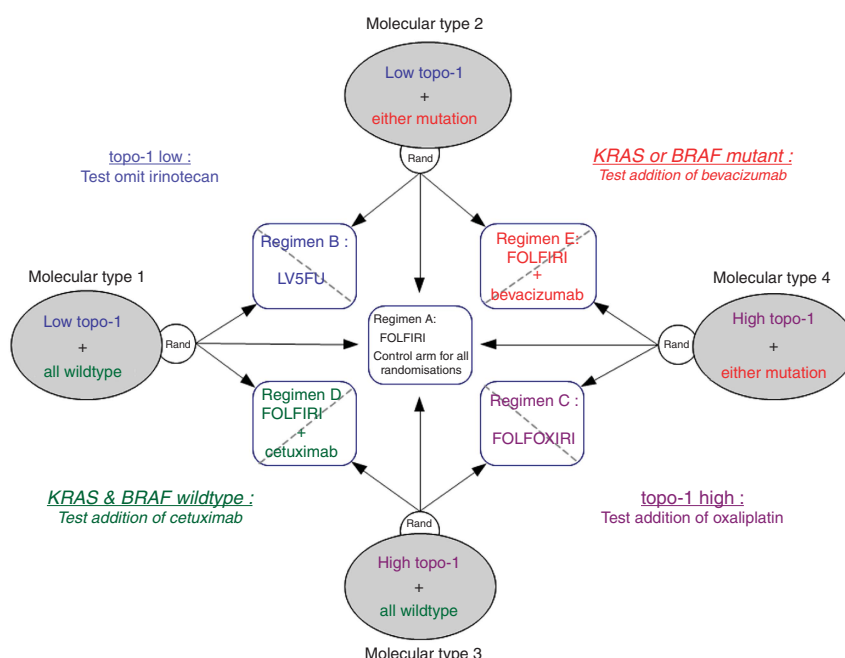 Molecular type 2
Low topo-1
+
either mutation
Rand
topo-1 low :
Test omit irinotecan
KRAS or BRAF mutant :
Test addition of bevacizumab
Regimen B :
LV5FU
Regimen E:
FOLFIRI
+
bevacizumab
Molecular type 1
Low topo-1
+
all wildtype
Rand
Regimen A:
FOLFIRI
Control arm for all
randomisations
Molecular type 4
High topo-1
+
either mutation
Rand
Regimen D
FOLFIRI
+
cetuximab
Regimen C :
FOLFOXIRI
KRAS & BRAF wildtype :
Test addition of cetuximab
topo-1 high :
Test addition of oxaliplatin
Rand
High topo-1
+
all wildtype
Molecular type 3